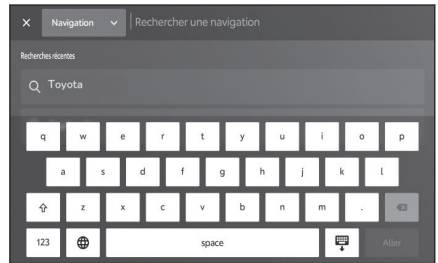 Navigation Rechercher une navigation
Recherches récentes
Toyota
q w e r t y u i o p
a s d f g h j k l
z x c v b n m .
123 space Aller